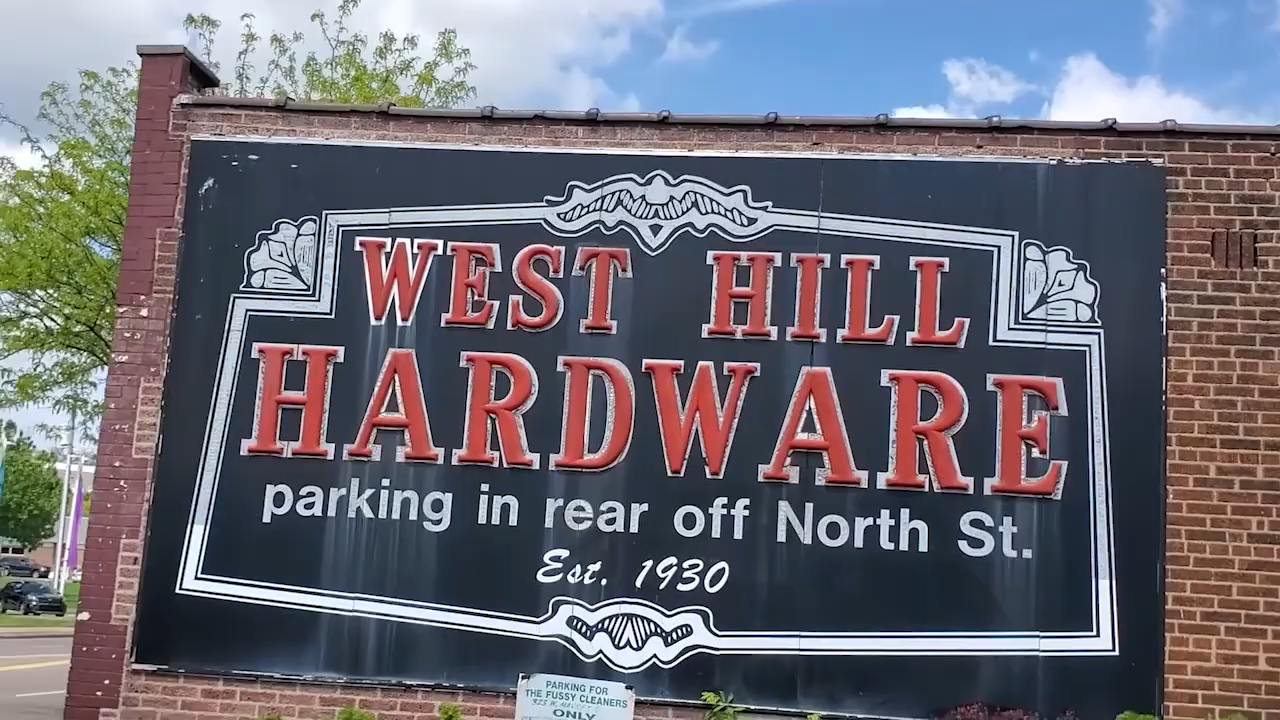 WEST HILL
HARDWARE
parking in rear off North St.
Est. 1930
PARKING FOR
THE FUSSY CLEANERS
ONLY